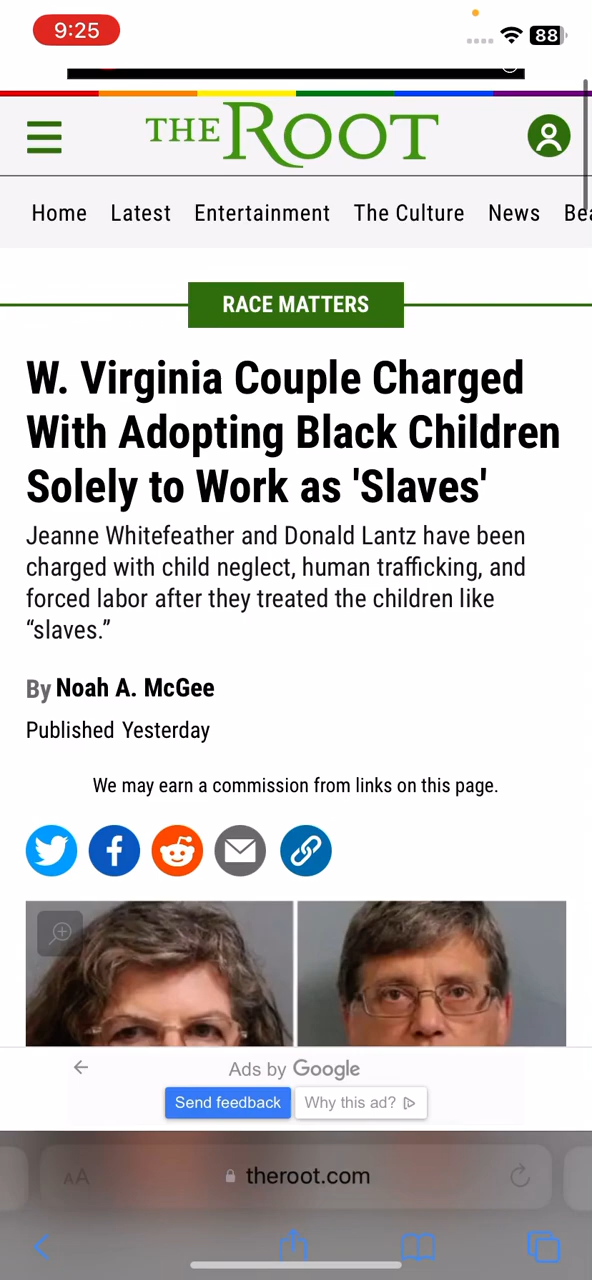 9:25
88
THE ROOT
Home Latest Entertainment The Culture News Bea
RACE MATTERS
W. Virginia Couple Charged
With Adopting Black Children
Solely to Work as 'Slaves'
Jeanne Whitefeather and Donald Lantz have been
charged with child neglect, human trafficking, and
forced labor after they treated the children like
“slaves.”
By Noah A. McGee
Published Yesterday
We may earn a commission from links on this page.
Ads by Google
Send feedback
Why this ad?
AA
theroot.com